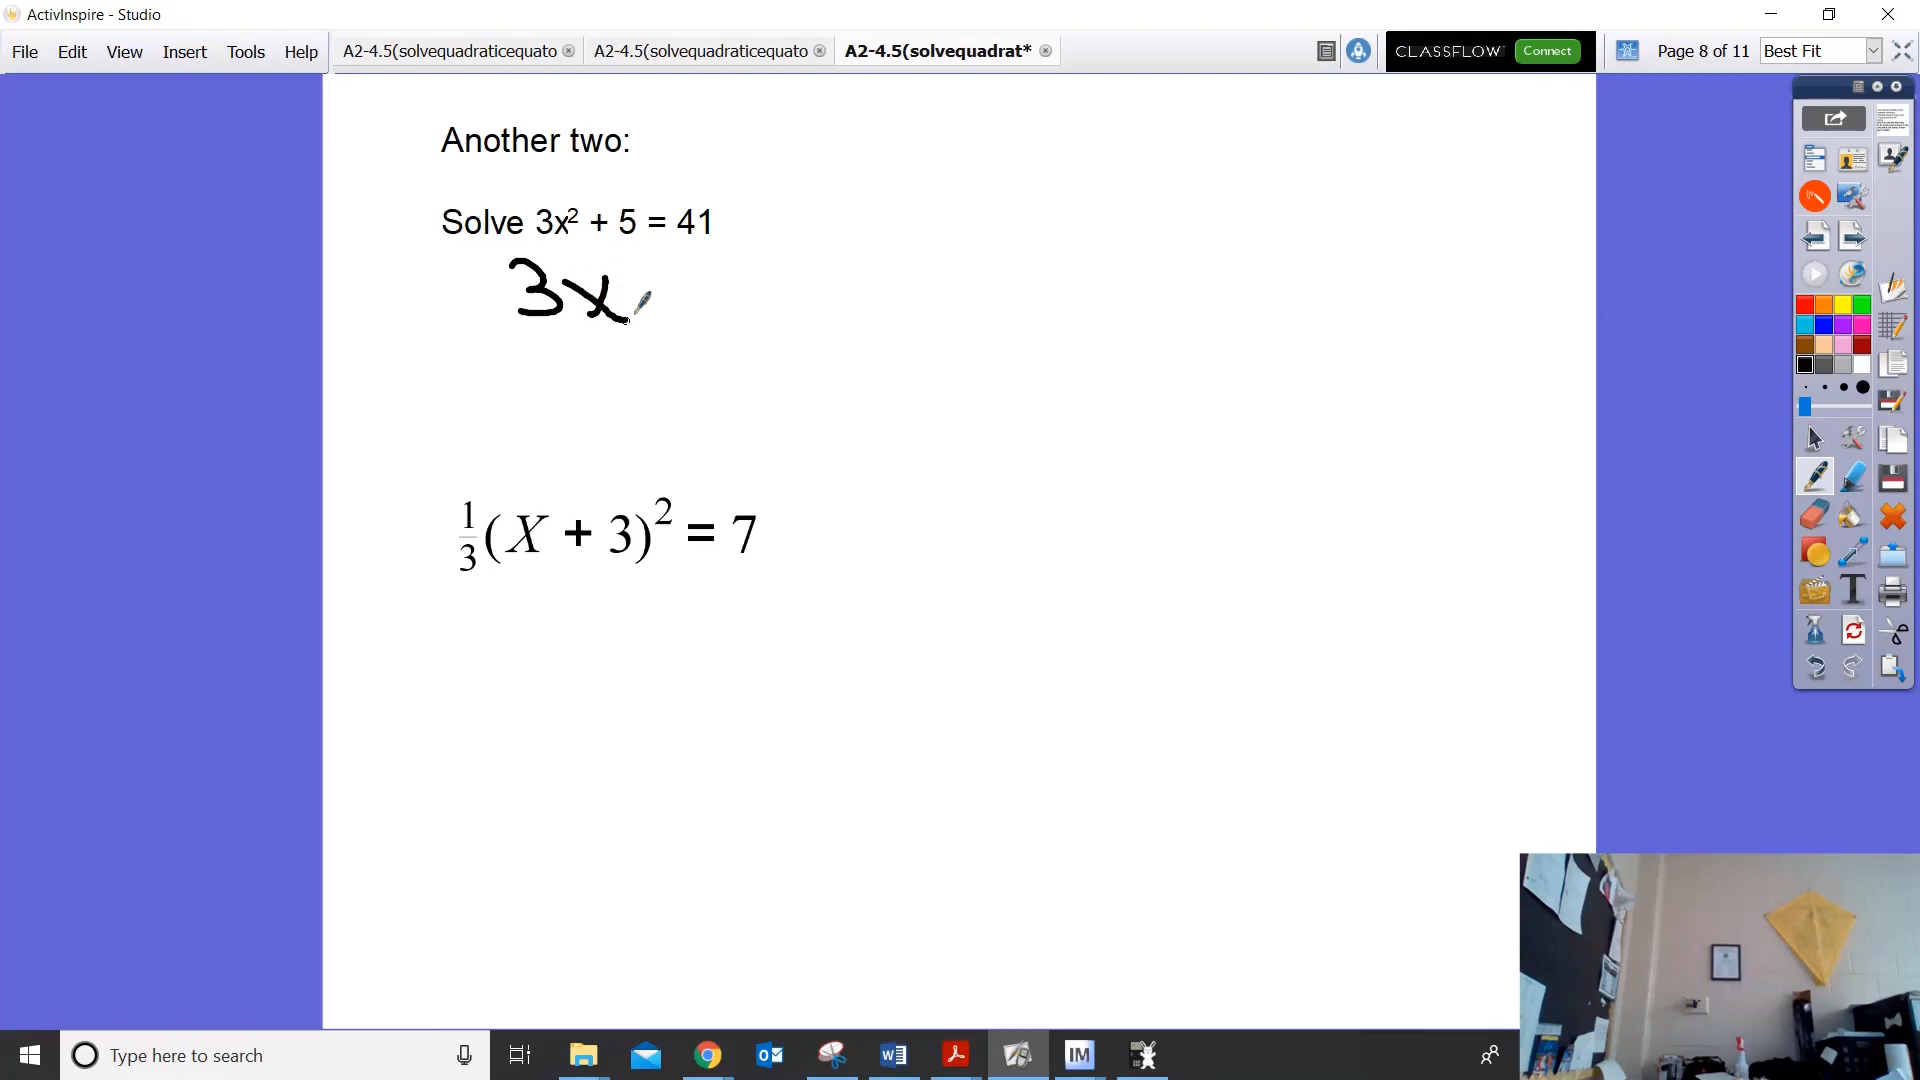 ActivInspire - Studio
File Edit View Insert Tools Help
A2-4.5(solvequadraticequato
A2-4.5(solvequadraticequato
A2-4.5(solvequadrat*
CLASSFLOW Connect
Page 8 of 11 Best Fit
Another two:
Solve 3x² + 5 = 41
3x
1/3(X + 3)² = 7
Type here to search